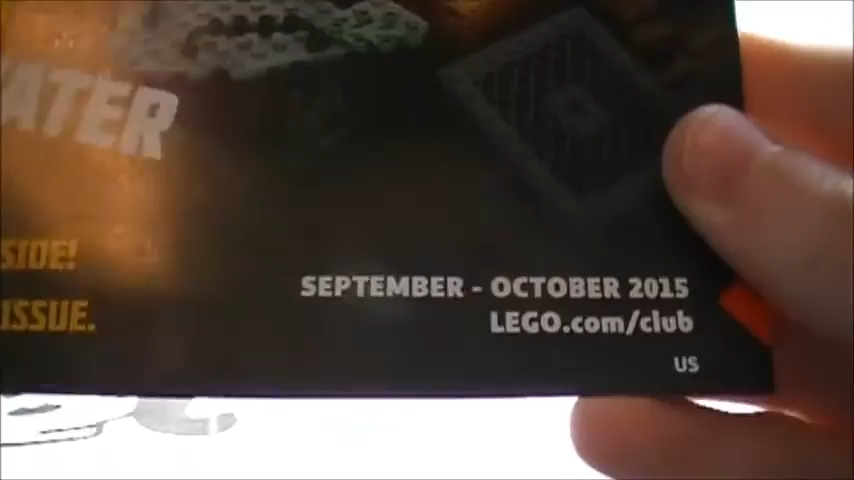 ATER
SIDE!
ISSUE.
SEPTEMBER - OCTOBER 2015
LEGO.com/club
US